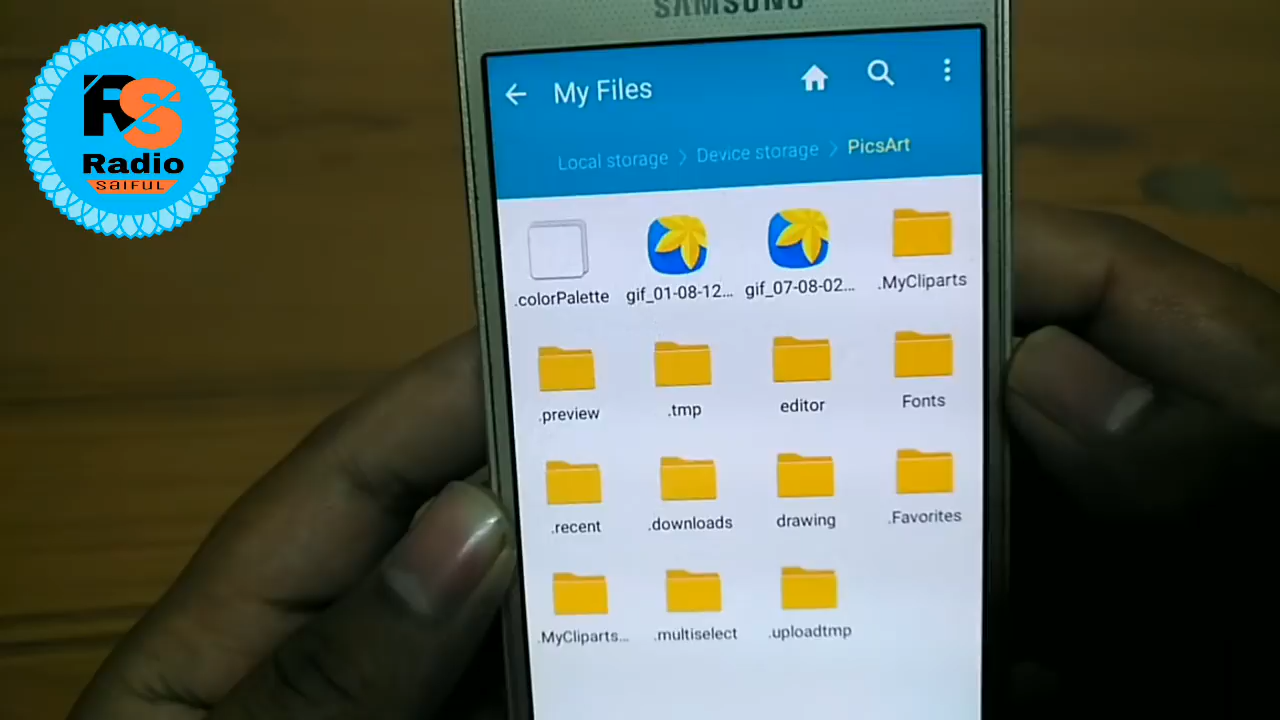 SAMSUNG
RS
Radio
SAIFUL
My Files
Local storage > Device storage > PicsArt
.colorPalette
gif_01-08-12...
gif_07-08-02...
.MyCliparts
.preview
.tmp
editor
Fonts
.recent
.downloads
drawing
.Favorites
.MyCliparts...
.multiselect
.uploadtmp